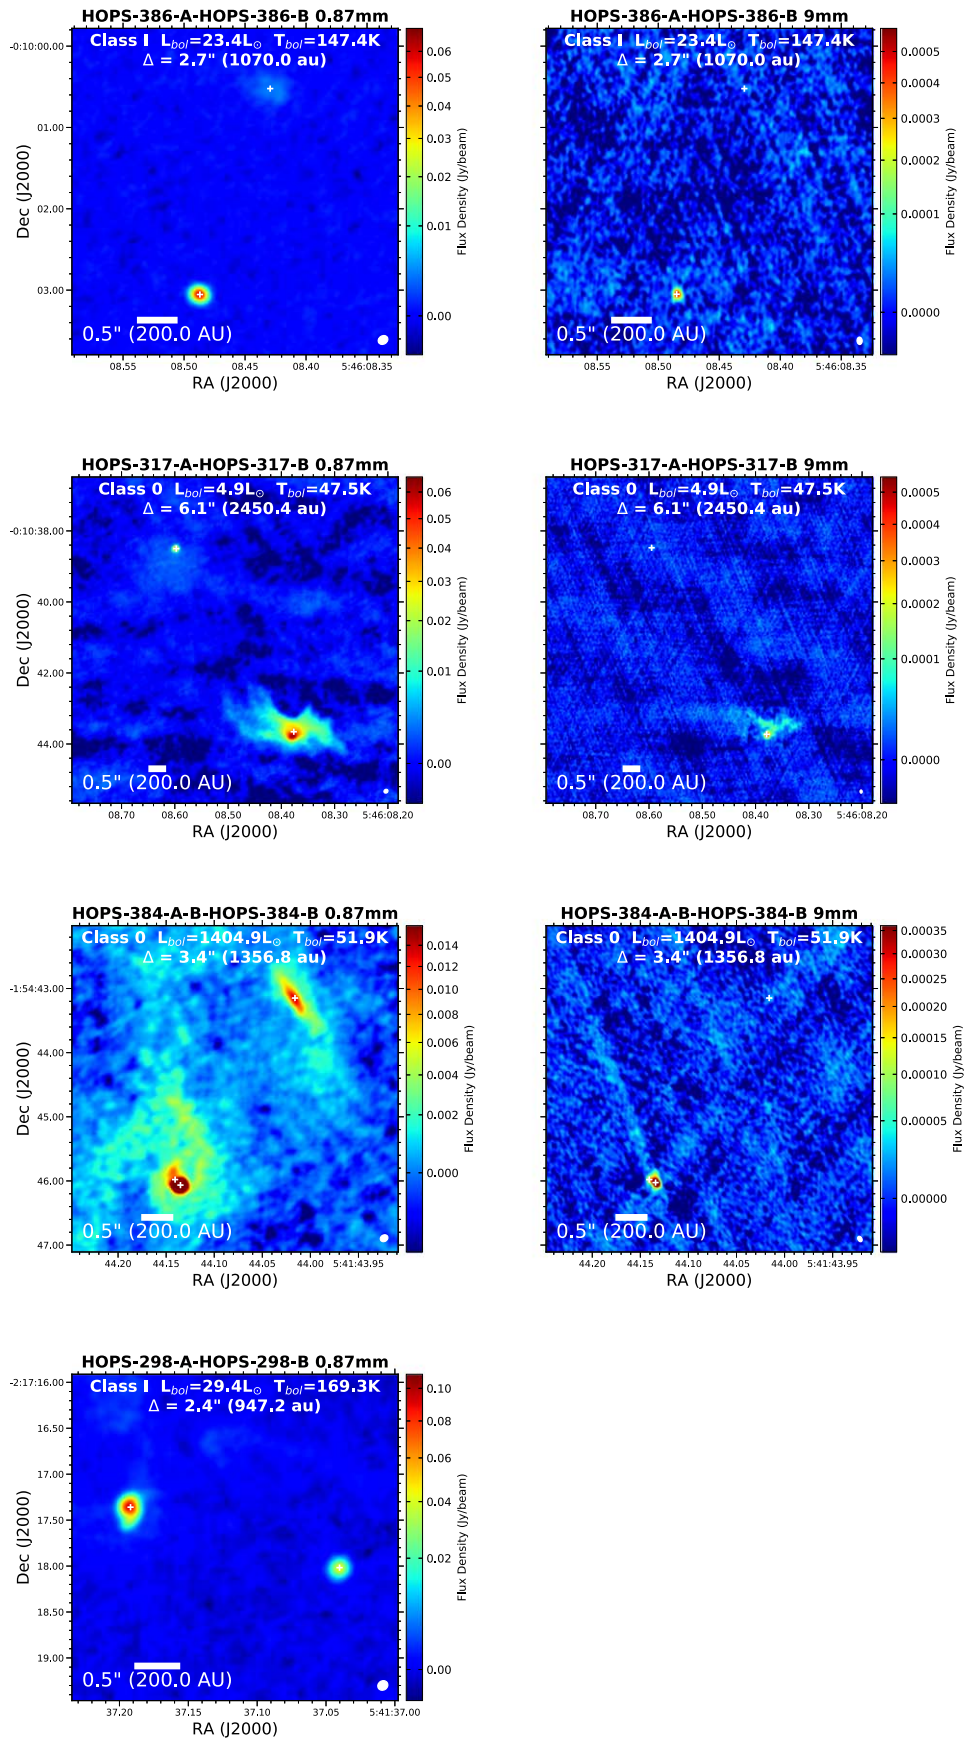 HOPS-386-A-HOPS-386-B 0.87mm
Class I L_bol=23.4L☉ T_bol=147.4K
Δ = 2.7" (1070.0 au)
-0:10:00.00
01.00
02.00
03.00
Dec (J2000)
0.5" (200.0 AU)
08.55 08.50 08.45 08.40 5:46:08.35
RA (J2000)
0.06
0.05
0.04
0.03
0.02
0.01
0.00
Flux Density (Jy/beam)
HOPS-386-A-HOPS-386-B 9mm
Class I L_bol=23.4L☉ T_bol=147.4K
Δ = 2.7" (1070.0 au)
0.5" (200.0 AU)
08.55 08.50 08.45 08.40 5:46:08.35
RA (J2000)
0.0005
0.0004
0.0003
0.0002
0.0001
0.0000
Flux Density (Jy/beam)
HOPS-317-A-HOPS-317-B 0.87mm
Class 0 L_bol=4.9L☉ T_bol=47.5K
Δ = 6.1" (2450.4 au)
-0:10:38.00
40.00
42.00
44.00
Dec (J2000)
0.5" (200.0 AU)
08.70 08.60 08.50 08.40 08.30 5:46:08.20
RA (J2000)
0.06
0.05
0.04
0.03
0.02
0.01
0.00
Flux Density (Jy/beam)
HOPS-317-A-HOPS-317-B 9mm
Class 0 L_bol=4.9L☉ T_bol=47.5K
Δ = 6.1" (2450.4 au)
0.5" (200.0 AU)
08.70 08.60 08.50 08.40 08.30 5:46:08.20
RA (J2000)
0.0005
0.0004
0.0003
0.0002
0.0001
0.0000
Flux Density (Jy/beam)
HOPS-384-A-B-HOPS-384-B 0.87mm
Class 0 L_bol=1404.9L☉ T_bol=51.9K
Δ = 3.4" (1356.8 au)
-1:54:43.00
44.00
45.00
46.00
47.00
Dec (J2000)
0.5" (200.0 AU)
44.20 44.15 44.10 44.05 44.00 5:41:43.95
RA (J2000)
0.014
0.012
0.010
0.008
0.006
0.004
0.002
0.000
Flux Density (Jy/beam)
HOPS-384-A-B-HOPS-384-B 9mm
Class 0 L_bol=1404.9L☉ T_bol=51.9K
Δ = 3.4" (1356.8 au)
0.5" (200.0 AU)
44.20 44.15 44.10 44.05 44.00 5:41:43.95
RA (J2000)
0.00035
0.00030
0.00025
0.00020
0.00015
0.00010
0.00005
0.00000
Flux Density (Jy/beam)
HOPS-298-A-HOPS-298-B 0.87mm
Class I L_bol=29.4L☉ T_bol=169.3K
Δ = 2.4" (947.2 au)
-2:17:16.00
16.50
17.00
17.50
18.00
18.50
19.00
Dec (J2000)
0.5" (200.0 AU)
37.20 37.15 37.10 37.05 5:41:37.00
RA (J2000)
0.10
0.08
0.06
0.04
0.02
0.00
Flux Density (Jy/beam)